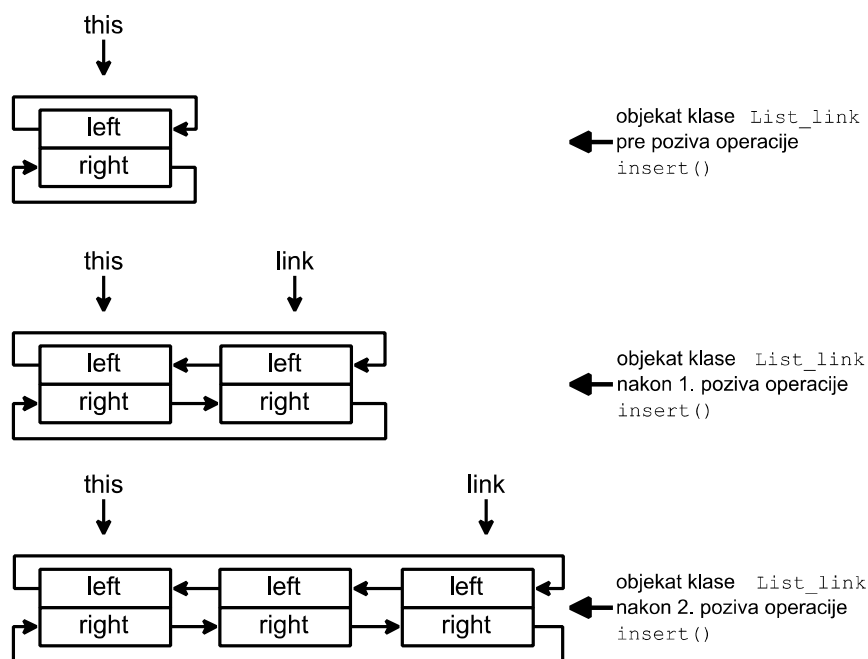 this
left
right
objekat klase List_link
pre poziva operacije
insert()
this link
left left
right right
objekat klase List_link
nakon 1. poziva operacije
insert()
this link
left left left
right right right
objekat klase List_link
nakon 2. poziva operacije
insert()